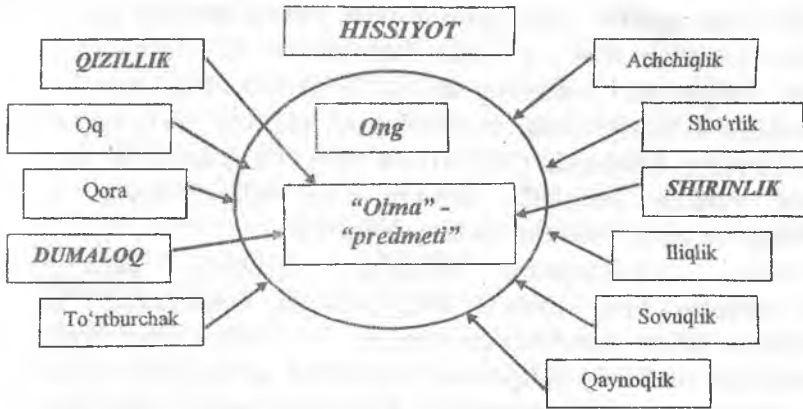 HISSIYOT
QIZILLIK
Oq
Qora
DUMALOQ
To‘rtburchak
Ong
“Olma” -
“predmeti”
Achchiqlik
Sho‘rlik
SHIRINLIK
Iliqlik
Sovuqlik
Qaynoqlik